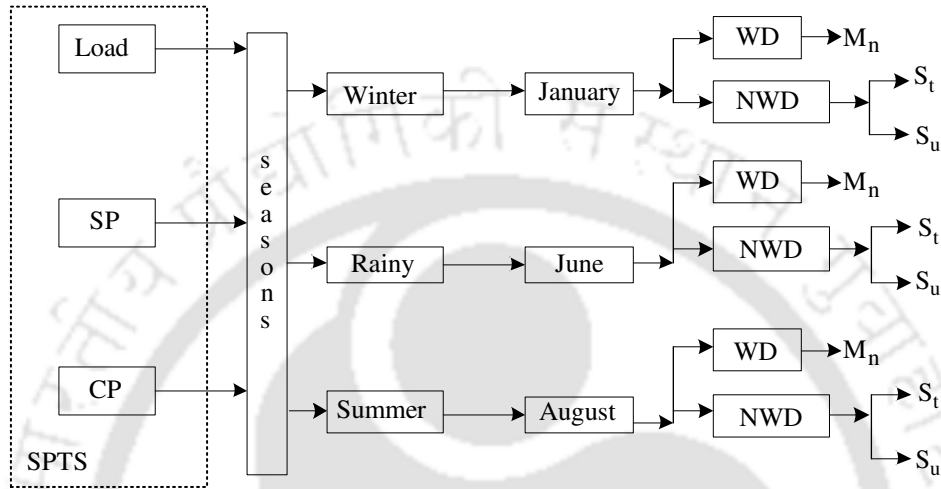 Load
SP
CP
SPTS
seasons
Winter
January
WD
Mn
NWD
St
Su
Rainy
June
WD
Mn
NWD
St
Su
Summer
August
WD
Mn
NWD
St
Su